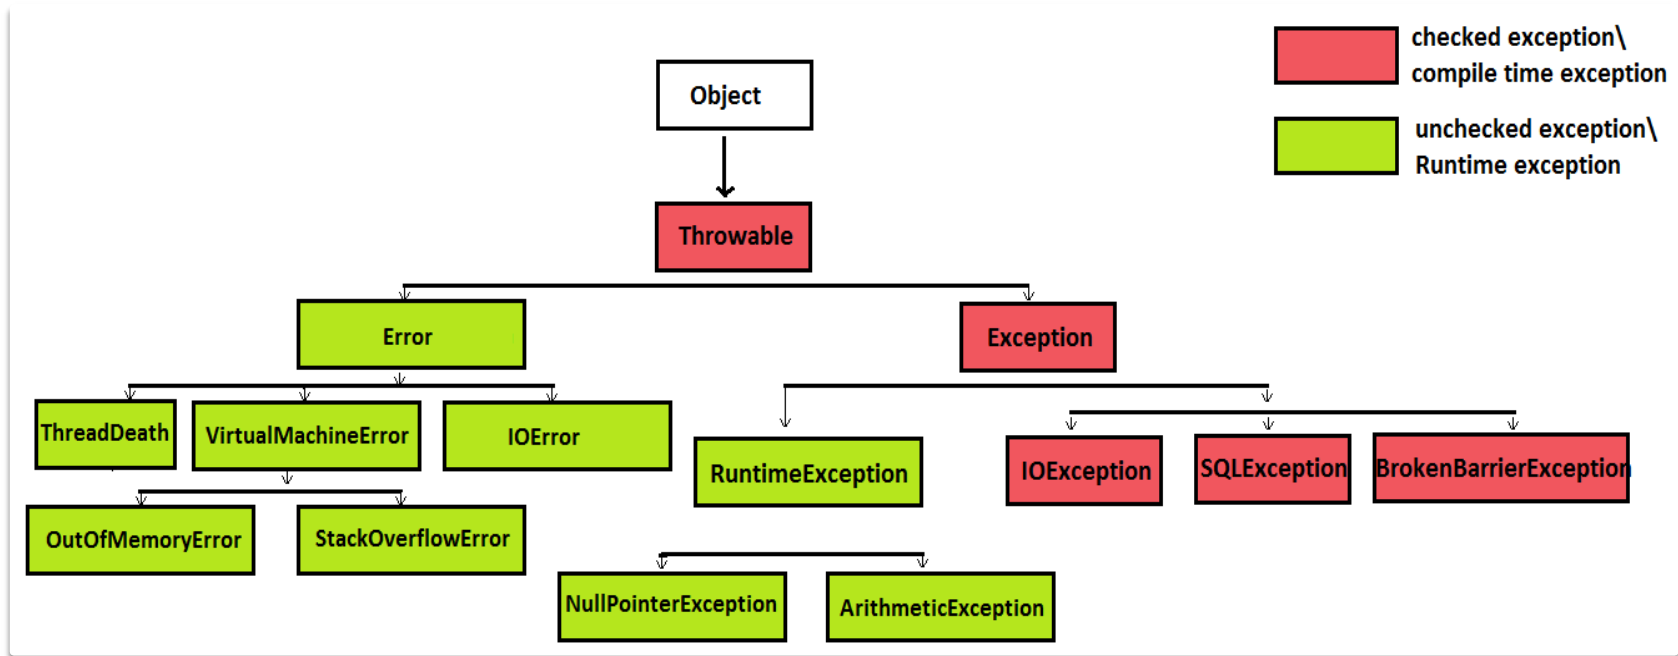 checked exception\
compile time exception
unchecked exception\
Runtime exception
Object
Throwable
Error
Exception
ThreadDeath
VirtualMachineError
IOError
RuntimeException
IOException
SQLException
BrokenBarrierException
OutOfMemoryError
StackOverflowError
NullPointerException
ArithmeticException